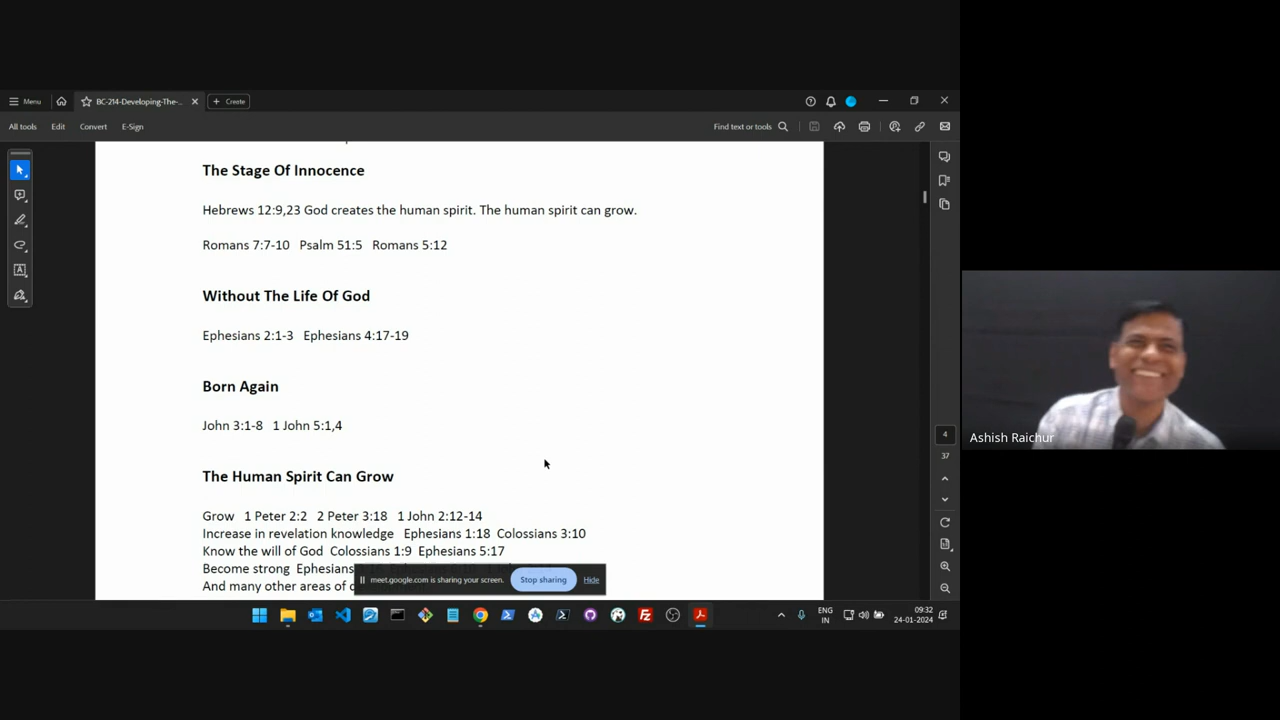 Menu
BC-214-Developing-The-...
Create
All tools
Edit
Convert
E-Sign
Find text or tools
The Stage Of Innocence
Hebrews 12:9,23 God creates the human spirit. The human spirit can grow.
Romans 7:7-10 Psalm 51:5 Romans 5:12
Without The Life Of God
Ephesians 2:1-3 Ephesians 4:17-19
Born Again
John 3:1-8 1 John 5:1,4
The Human Spirit Can Grow
Grow 1 Peter 2:2 2 Peter 3:18 1 John 2:12-14
Increase in revelation knowledge Ephesians 1:18 Colossians 3:10
Know the will of God Colossians 1:9 Ephesians 5:17
Become strong Ephesians
And many other areas of
meet.google.com is sharing your screen.
Stop sharing
Hide
4
37
Ashish Raichur
ENG
IN
09:32
24-01-2024